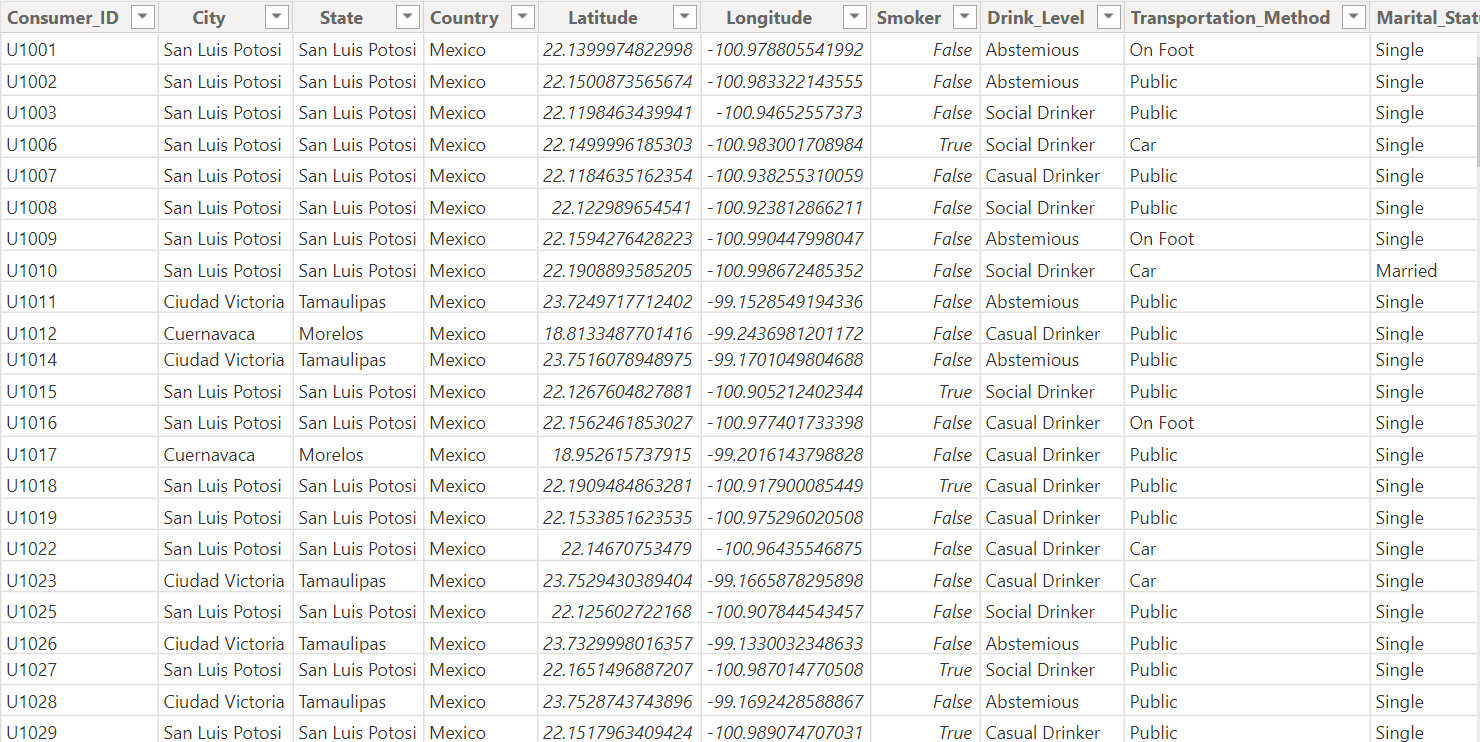 Consumer_ID City State Country Latitude Longitude Smoker Drink_Level Transportation_Method Marital_Stat
U1001 San Luis Potosi San Luis Potosi Mexico 22.1399974822998 -100.978805541992 False Abstemious On Foot Single
U1002 San Luis Potosi San Luis Potosi Mexico 22.1500873565674 -100.983322143555 False Abstemious Public Single
U1003 San Luis Potosi San Luis Potosi Mexico 22.1198463439941 -100.94652557373 False Social Drinker Public Single
U1006 San Luis Potosi San Luis Potosi Mexico 22.1499996185303 -100.983001708984 True Social Drinker Car Single
U1007 San Luis Potosi San Luis Potosi Mexico 22.1184635162354 -100.938255310059 False Casual Drinker Public Single
U1008 San Luis Potosi San Luis Potosi Mexico 22.122989654541 -100.923812866211 False Social Drinker Public Single
U1009 San Luis Potosi San Luis Potosi Mexico 22.1594276428223 -100.990447998047 False Abstemious On Foot Single
U1010 San Luis Potosi San Luis Potosi Mexico 22.1908893585205 -100.998672485352 False Social Drinker Car Married
U1011 Ciudad Victoria Tamaulipas Mexico 23.7249717712402 -99.1528549194336 False Abstemious Public Single
U1012 Cuernavaca Morelos Mexico 18.8133487701416 -99.2436981201172 False Casual Drinker Public Single
U1014 Ciudad Victoria Tamaulipas Mexico 23.7516078948975 -99.1701049804688 False Abstemious Public Single
U1015 San Luis Potosi San Luis Potosi Mexico 22.1267604827881 -100.905212402344 True Social Drinker Public Single
U1016 San Luis Potosi San Luis Potosi Mexico 22.1562461853027 -100.977401733398 False Casual Drinker On Foot Single
U1017 Cuernavaca Morelos Mexico 18.952615737915 -99.2016143798828 False Casual Drinker Public Single
U1018 San Luis Potosi San Luis Potosi Mexico 22.1909484863281 -100.917900085449 True Casual Drinker Public Single
U1019 San Luis Potosi San Luis Potosi Mexico 22.1533851623535 -100.975296020508 False Casual Drinker Public Single
U1022 San Luis Potosi San Luis Potosi Mexico 22.14670753479 -100.96435546875 False Casual Drinker Car Single
U1023 Ciudad Victoria Tamaulipas Mexico 23.7529430389404 -99.1665878295898 False Casual Drinker Car Single
U1025 San Luis Potosi San Luis Potosi Mexico 22.125602722168 -100.907844543457 False Social Drinker Public Single
U1026 Ciudad Victoria Tamaulipas Mexico 23.7329998016357 -99.1330032348633 False Abstemious Public Single
U1027 San Luis Potosi San Luis Potosi Mexico 22.1651496887207 -100.987014770508 True Social Drinker Public Single
U1028 Ciudad Victoria Tamaulipas Mexico 23.7528743743896 -99.1692428588867 False Abstemious Public Single
U1029 San Luis Potosi San Luis Potosi Mexico 22.1517963409424 -100.989074707031 True Casual Drinker Public Single